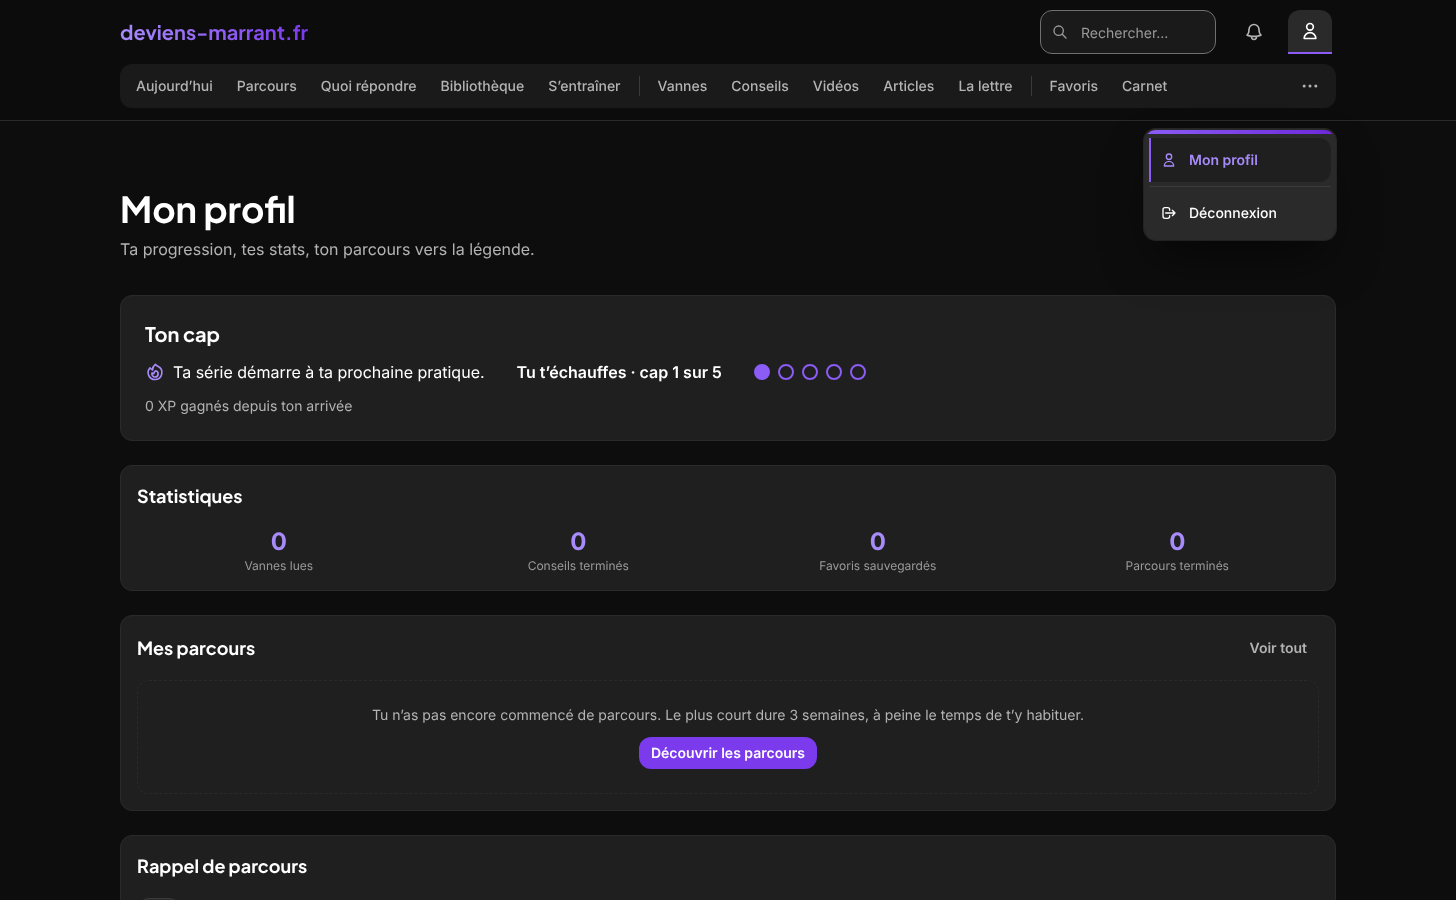 deviens-marrant.fr
Rechercher...
Aujourd’hui Parcours Quoi répondre Bibliothèque S’entraîner Vannes Conseils Vidéos Articles La lettre Favoris Carnet
Mon profil
Déconnexion
Mon profil
Ta progression, tes stats, ton parcours vers la légende.
Ton cap
Ta série démarre à ta prochaine pratique. Tu t’échauffes · cap 1 sur 5
0 XP gagnés depuis ton arrivée
Statistiques
0 0 0 0
Vannes lues Conseils terminés Favoris sauvegardés Parcours terminés
Mes parcours Voir tout
Tu n’as pas encore commencé de parcours. Le plus court dure 3 semaines, à peine le temps de t’y habituer.
Découvrir les parcours
Rappel de parcours